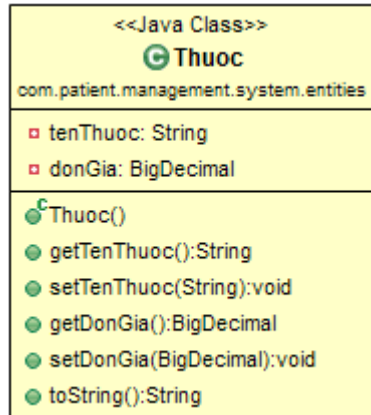 <<Java Class>>
Thuoc
com.patient.management.system.entities
tenThuoc: String
donGia: BigDecimal
Thuoc()
getTenThuoc():String
setTenThuoc(String):void
getDonGia():BigDecimal
setDonGia(BigDecimal):void
toString():String